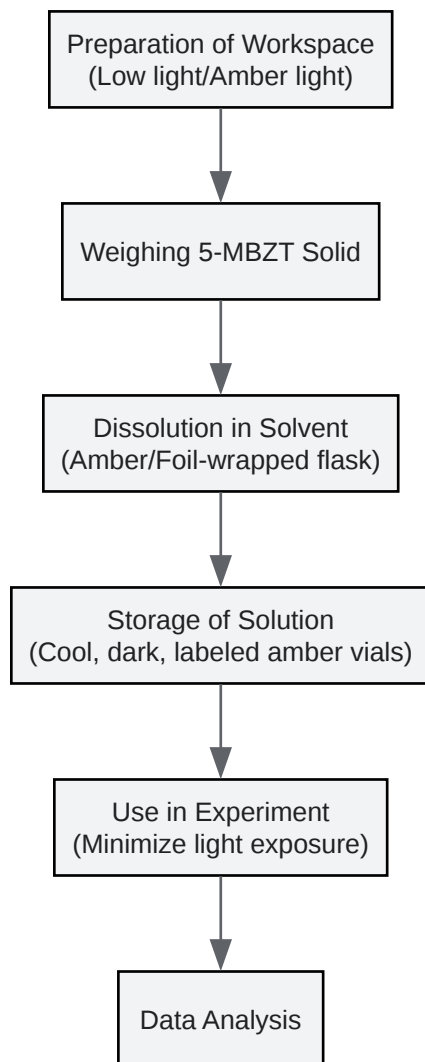 Preparation of Workspace
(Low light/Amber light)
Weighing 5-MBZT Solid
Dissolution in Solvent
(Amber/Foil-wrapped flask)
Storage of Solution
(Cool, dark, labeled amber vials)
Use in Experiment
(Minimize light exposure)
Data Analysis